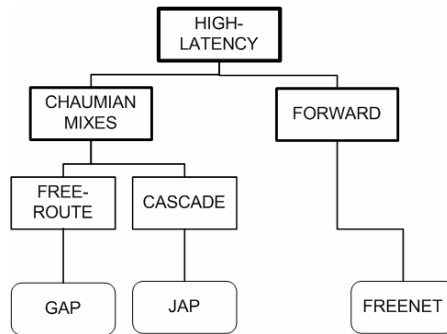 HIGH-
LATENCY
CHAUMIAN
MIXES
FORWARD
FREE-
ROUTE
CASCADE
GAP
JAP
FREENET